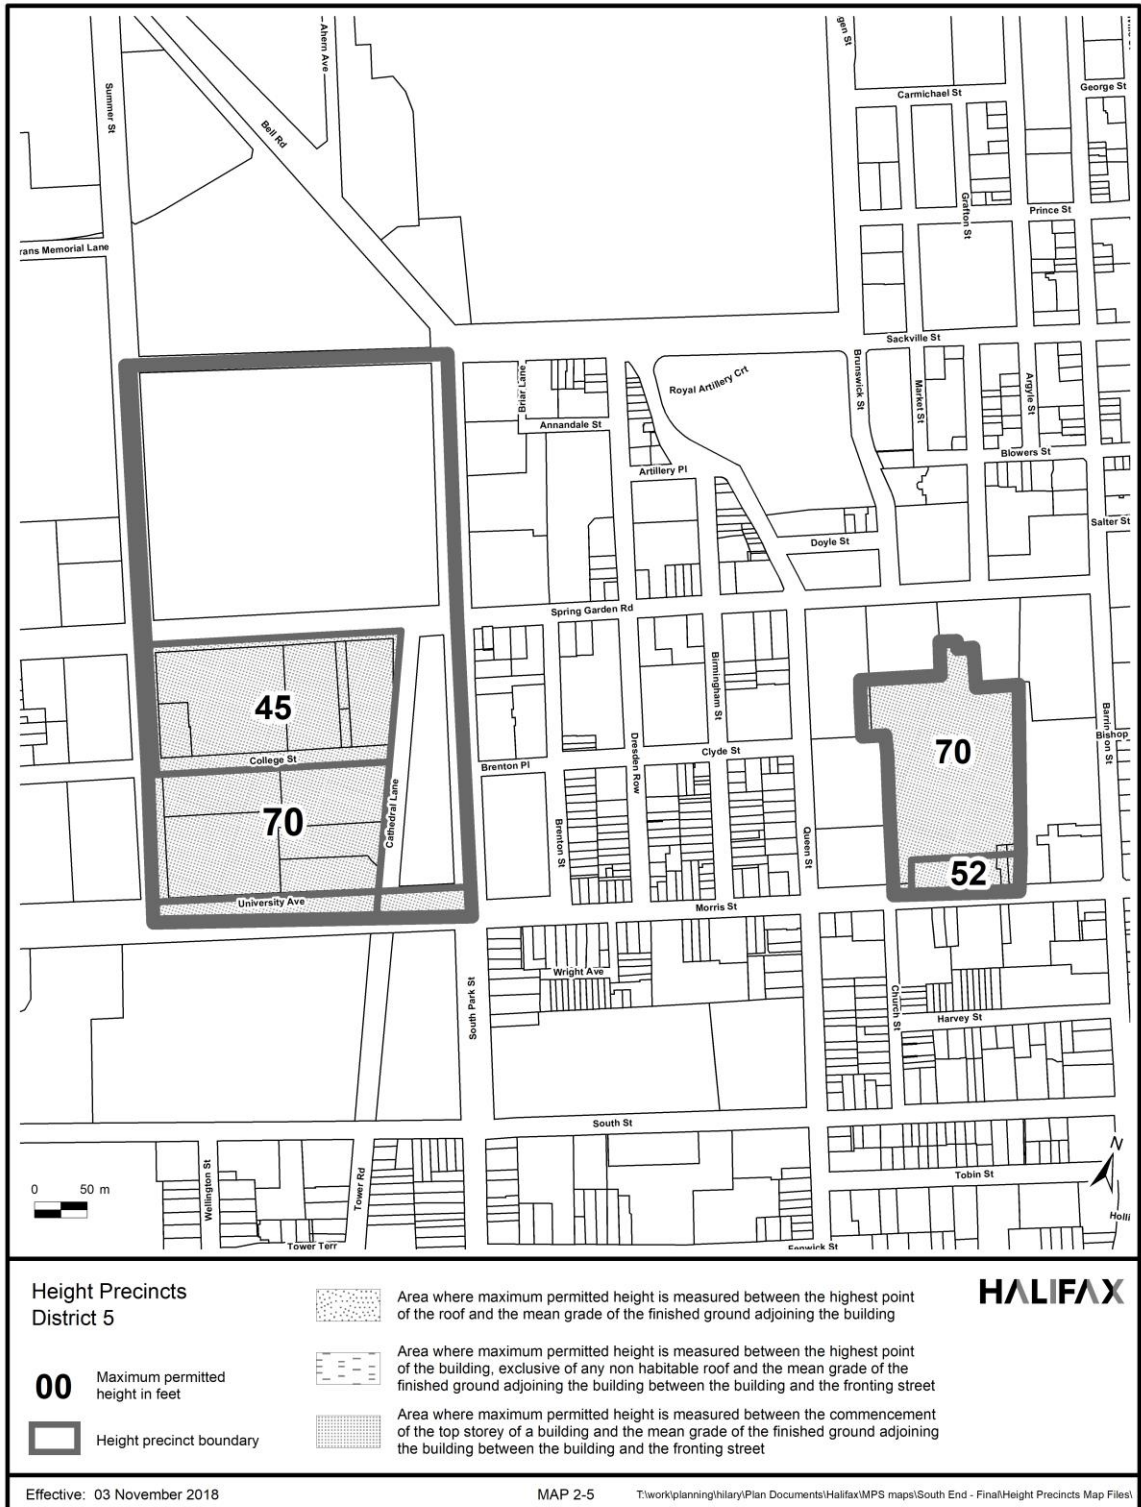 Summer St
Ahern Ave
Bell Rd
gen St
Carmichael St
George St
Grafton St
Prince St
rans Memorial Lane
Sackville St
Royal Artillery Crt
Brunswick St
Market St
Argyle St
Briar Lane
Annandale St
Blowers St
Artillery Pl
Salter St
Doyle St
Spring Garden Rd
Birmingham St
45
College St
70
Cathedral Lane
University Ave
Brenton Pl
Brenton St
Dresden Row
Clyde St
Queen St
70
52
Bishop
Morris St
Wright Ave
South Park St
Church St
Harvey St
South St
Tobin St
N
0 50 m
Wellington St
Tower Rd
Tower Terr
Fenwick St
Holli
Height Precincts
District 5
00
Maximum permitted
height in feet
Height precinct boundary
Area where maximum permitted height is measured between the highest point
of the roof and the mean grade of the finished ground adjoining the building
Area where maximum permitted height is measured between the highest point
of the building, exclusive of any non habitable roof and the mean grade of the
finished ground adjoining the building between the building and the fronting street
Area where maximum permitted height is measured between the commencement
of the top storey of a building and the mean grade of the finished ground adjoining
the building between the building and the fronting street
HALIFAX
Effective: 03 November 2018
MAP 2-5
T:\work\planning\hilary\Plan Documents\Halifax\MPS maps\South End - Final\Height Precincts Map Files\